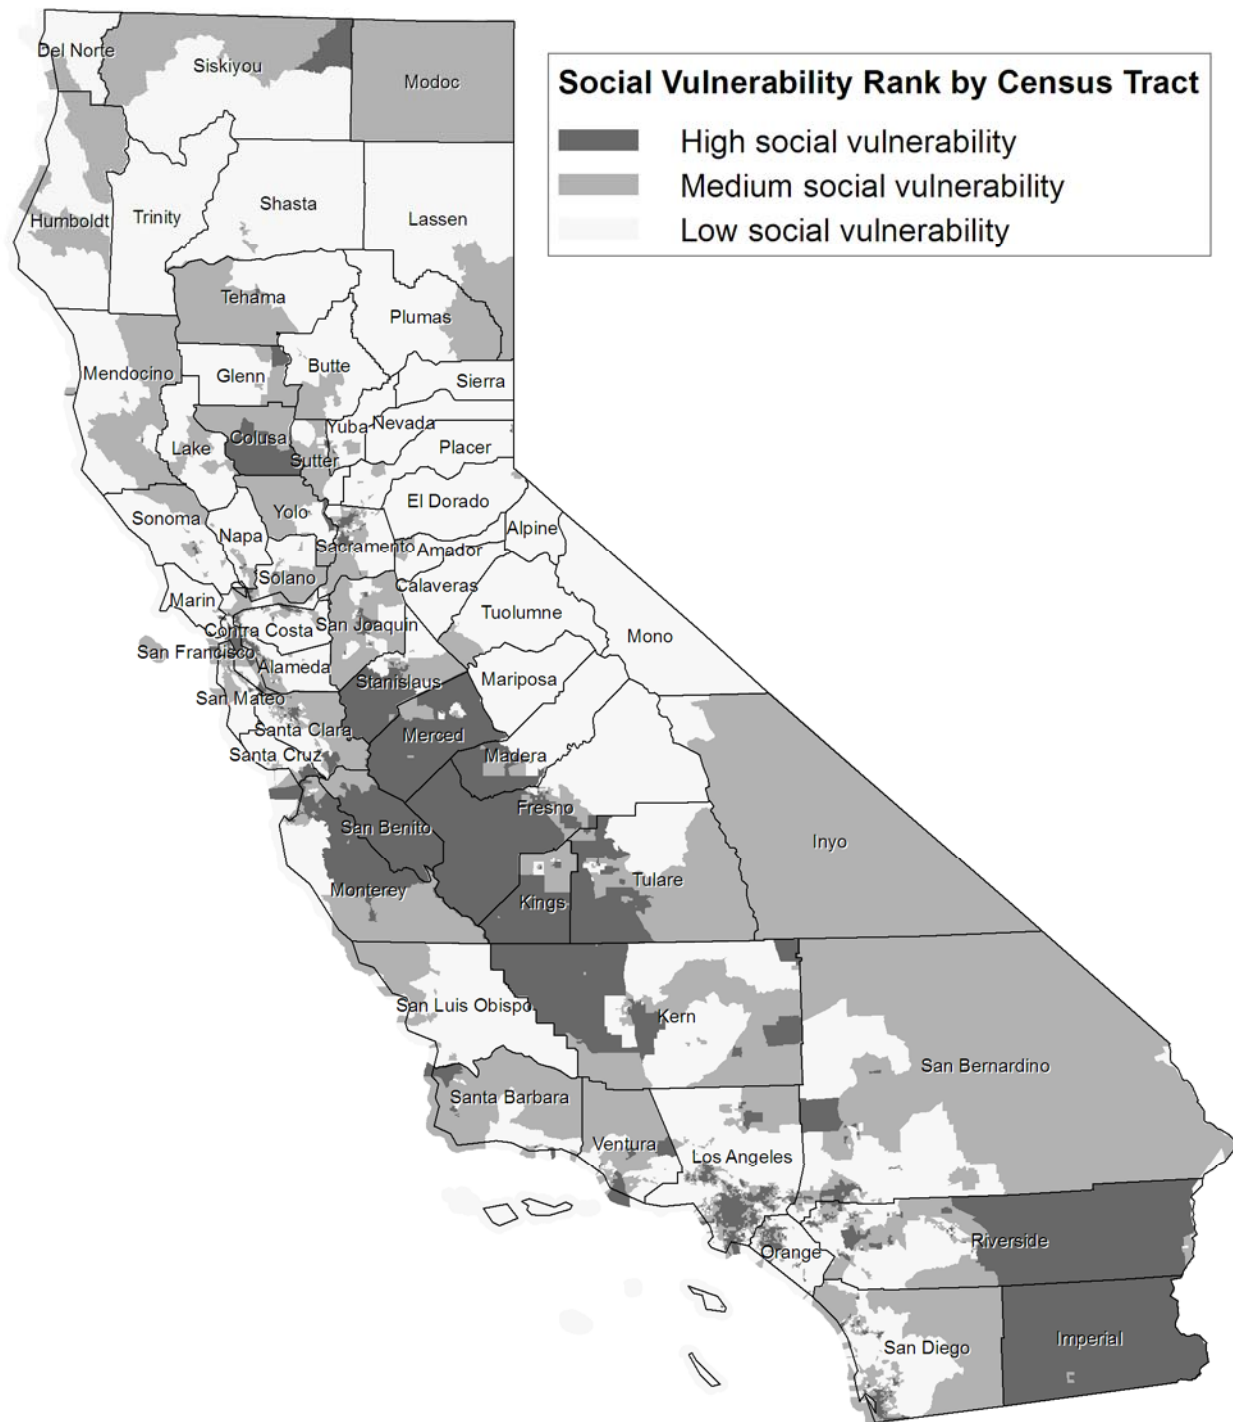 Social Vulnerability Rank by Census Tract
High social vulnerability
Medium social vulnerability
Low social vulnerability
Del Norte
Siskiyou
Modoc
Humboldt
Trinity
Shasta
Lassen
Tehama
Plumas
Mendocino
Glenn
Butte
Sierra
Lake
Colusa
Sutter
Yuba
Nevada
Placer
Sonoma
Napa
Yolo
El Dorado
Alpine
Sacramento
Amador
Solano
Marin
Calaveras
Contra Costa
San Joaquin
Tuolumne
Mono
San Francisco
Alameda
Stanislaus
Mariposa
San Mateo
Santa Clara
Merced
Santa Cruz
Madera
Fresno
San Benito
Inyo
Monterey
Kings
Tulare
San Luis Obispo
Kern
San Bernardino
Santa Barbara
Ventura
Los Angeles
Orange
Riverside
San Diego
Imperial